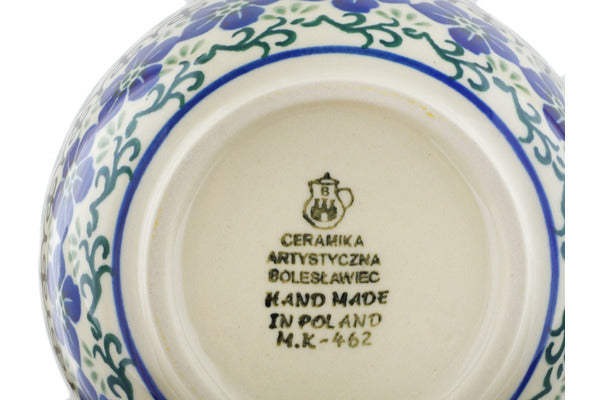 B
CERAMIKA
ARTYSTYCZNA
BOLESŁAWIEC
HAND MADE
IN POLAND
M.K-462